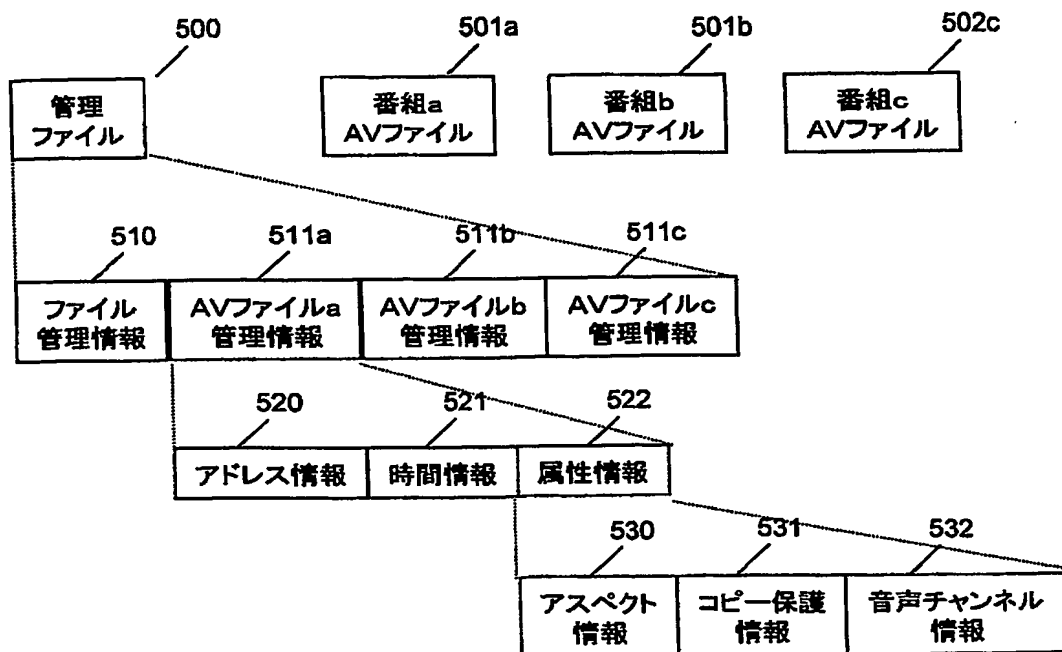 500
501a
501b
502c
管理
ファイル
番組a
AVファイル
番組b
AVファイル
番組c
AVファイル
510
511a
511b
511c
ファイル
管理情報
AVファイルa
管理情報
AVファイルb
管理情報
AVファイルc
管理情報
520
521
522
アドレス情報
時間情報
属性情報
530
531
532
アスペクト
情報
コピー保護
情報
音声チャンネル
情報